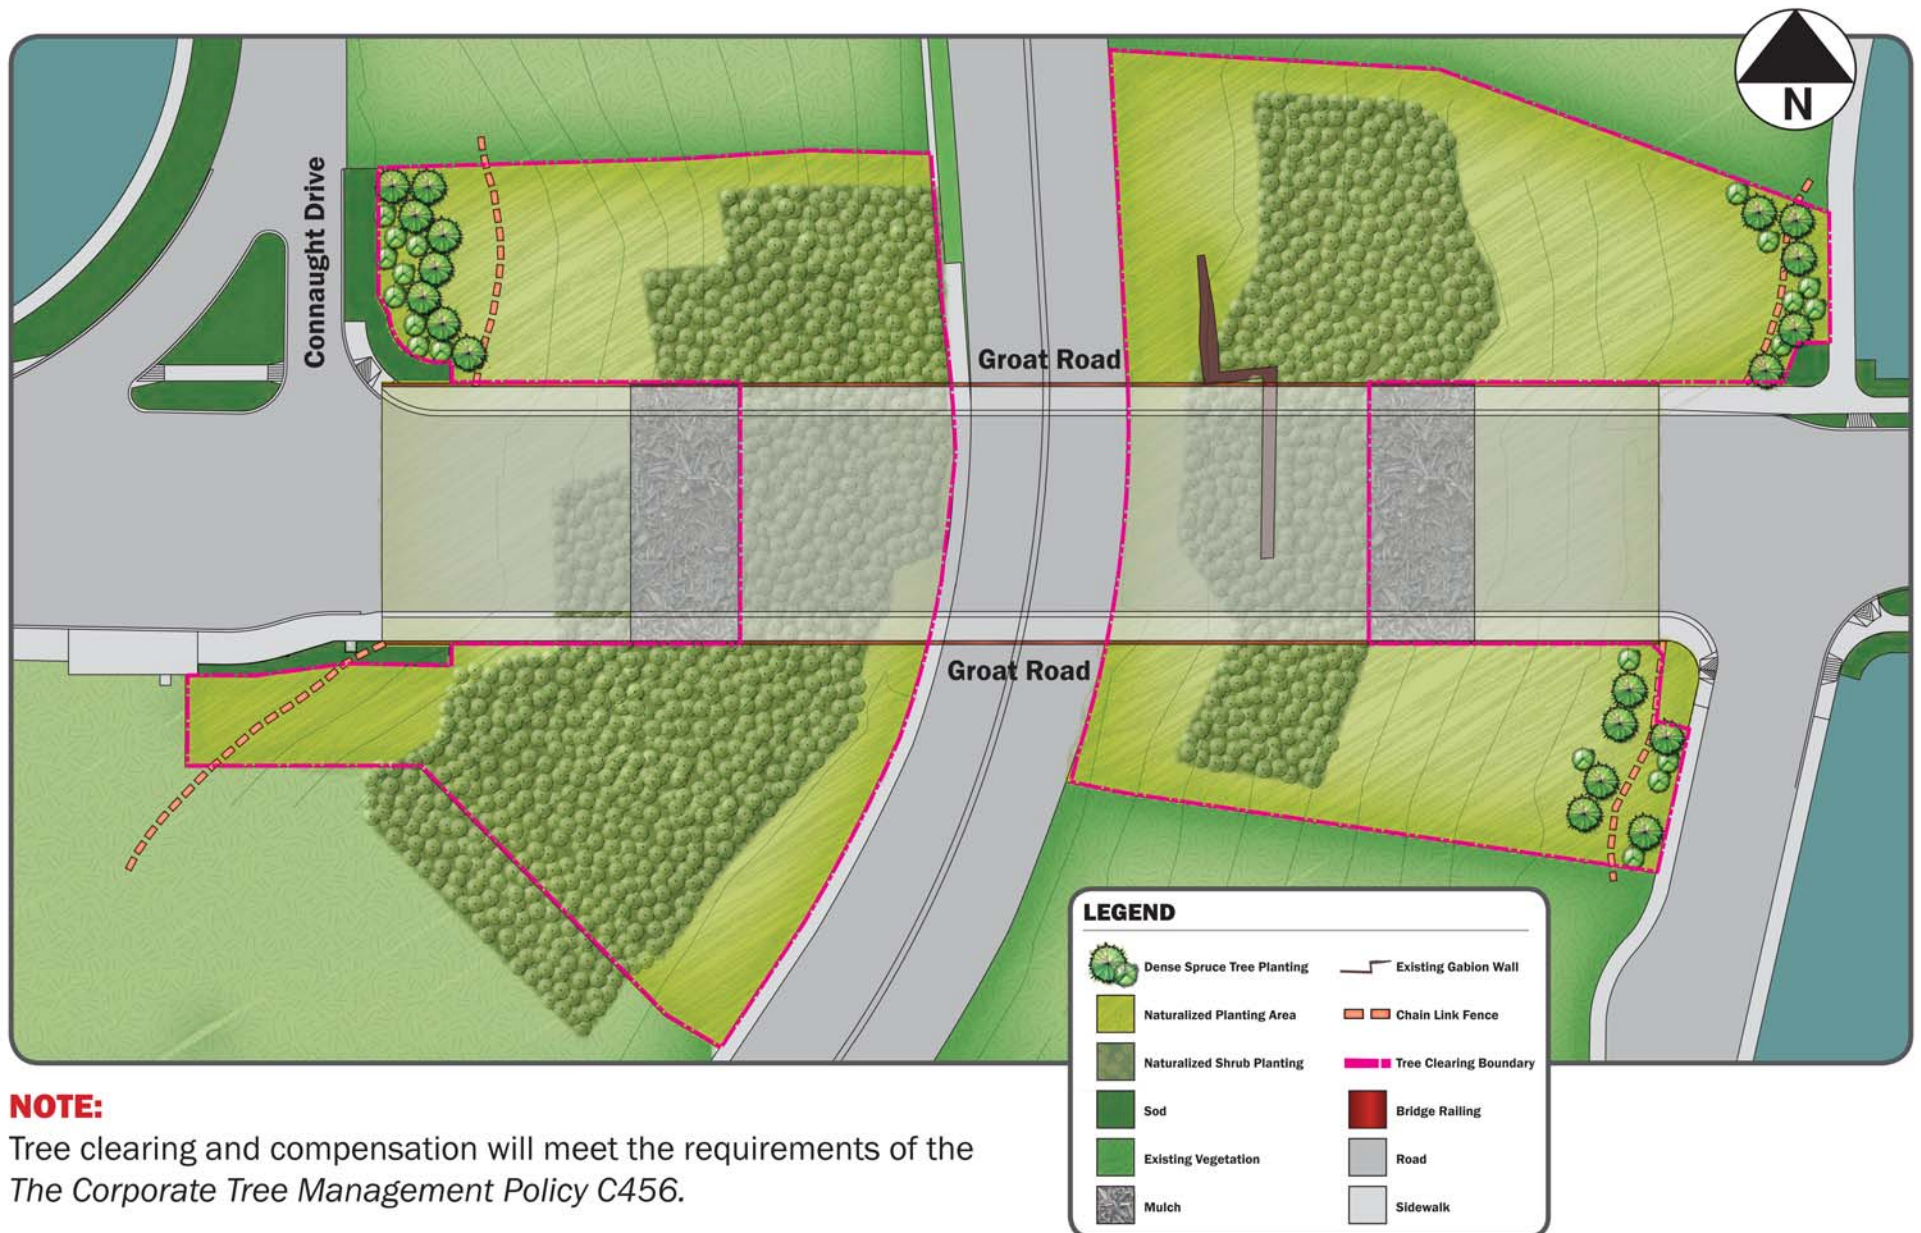 N
Connaught Drive
Groat Road
Groat Road
LEGEND
Dense Spruce Tree Planting
Naturalized Planting Area
Naturalized Shrub Planting
Sod
Existing Vegetation
Mulch
Existing Gabion Wall
Chain Link Fence
Tree Clearing Boundary
Bridge Railing
Road
Sidewalk
NOTE:
Tree clearing and compensation will meet the requirements of the
The Corporate Tree Management Policy C456.